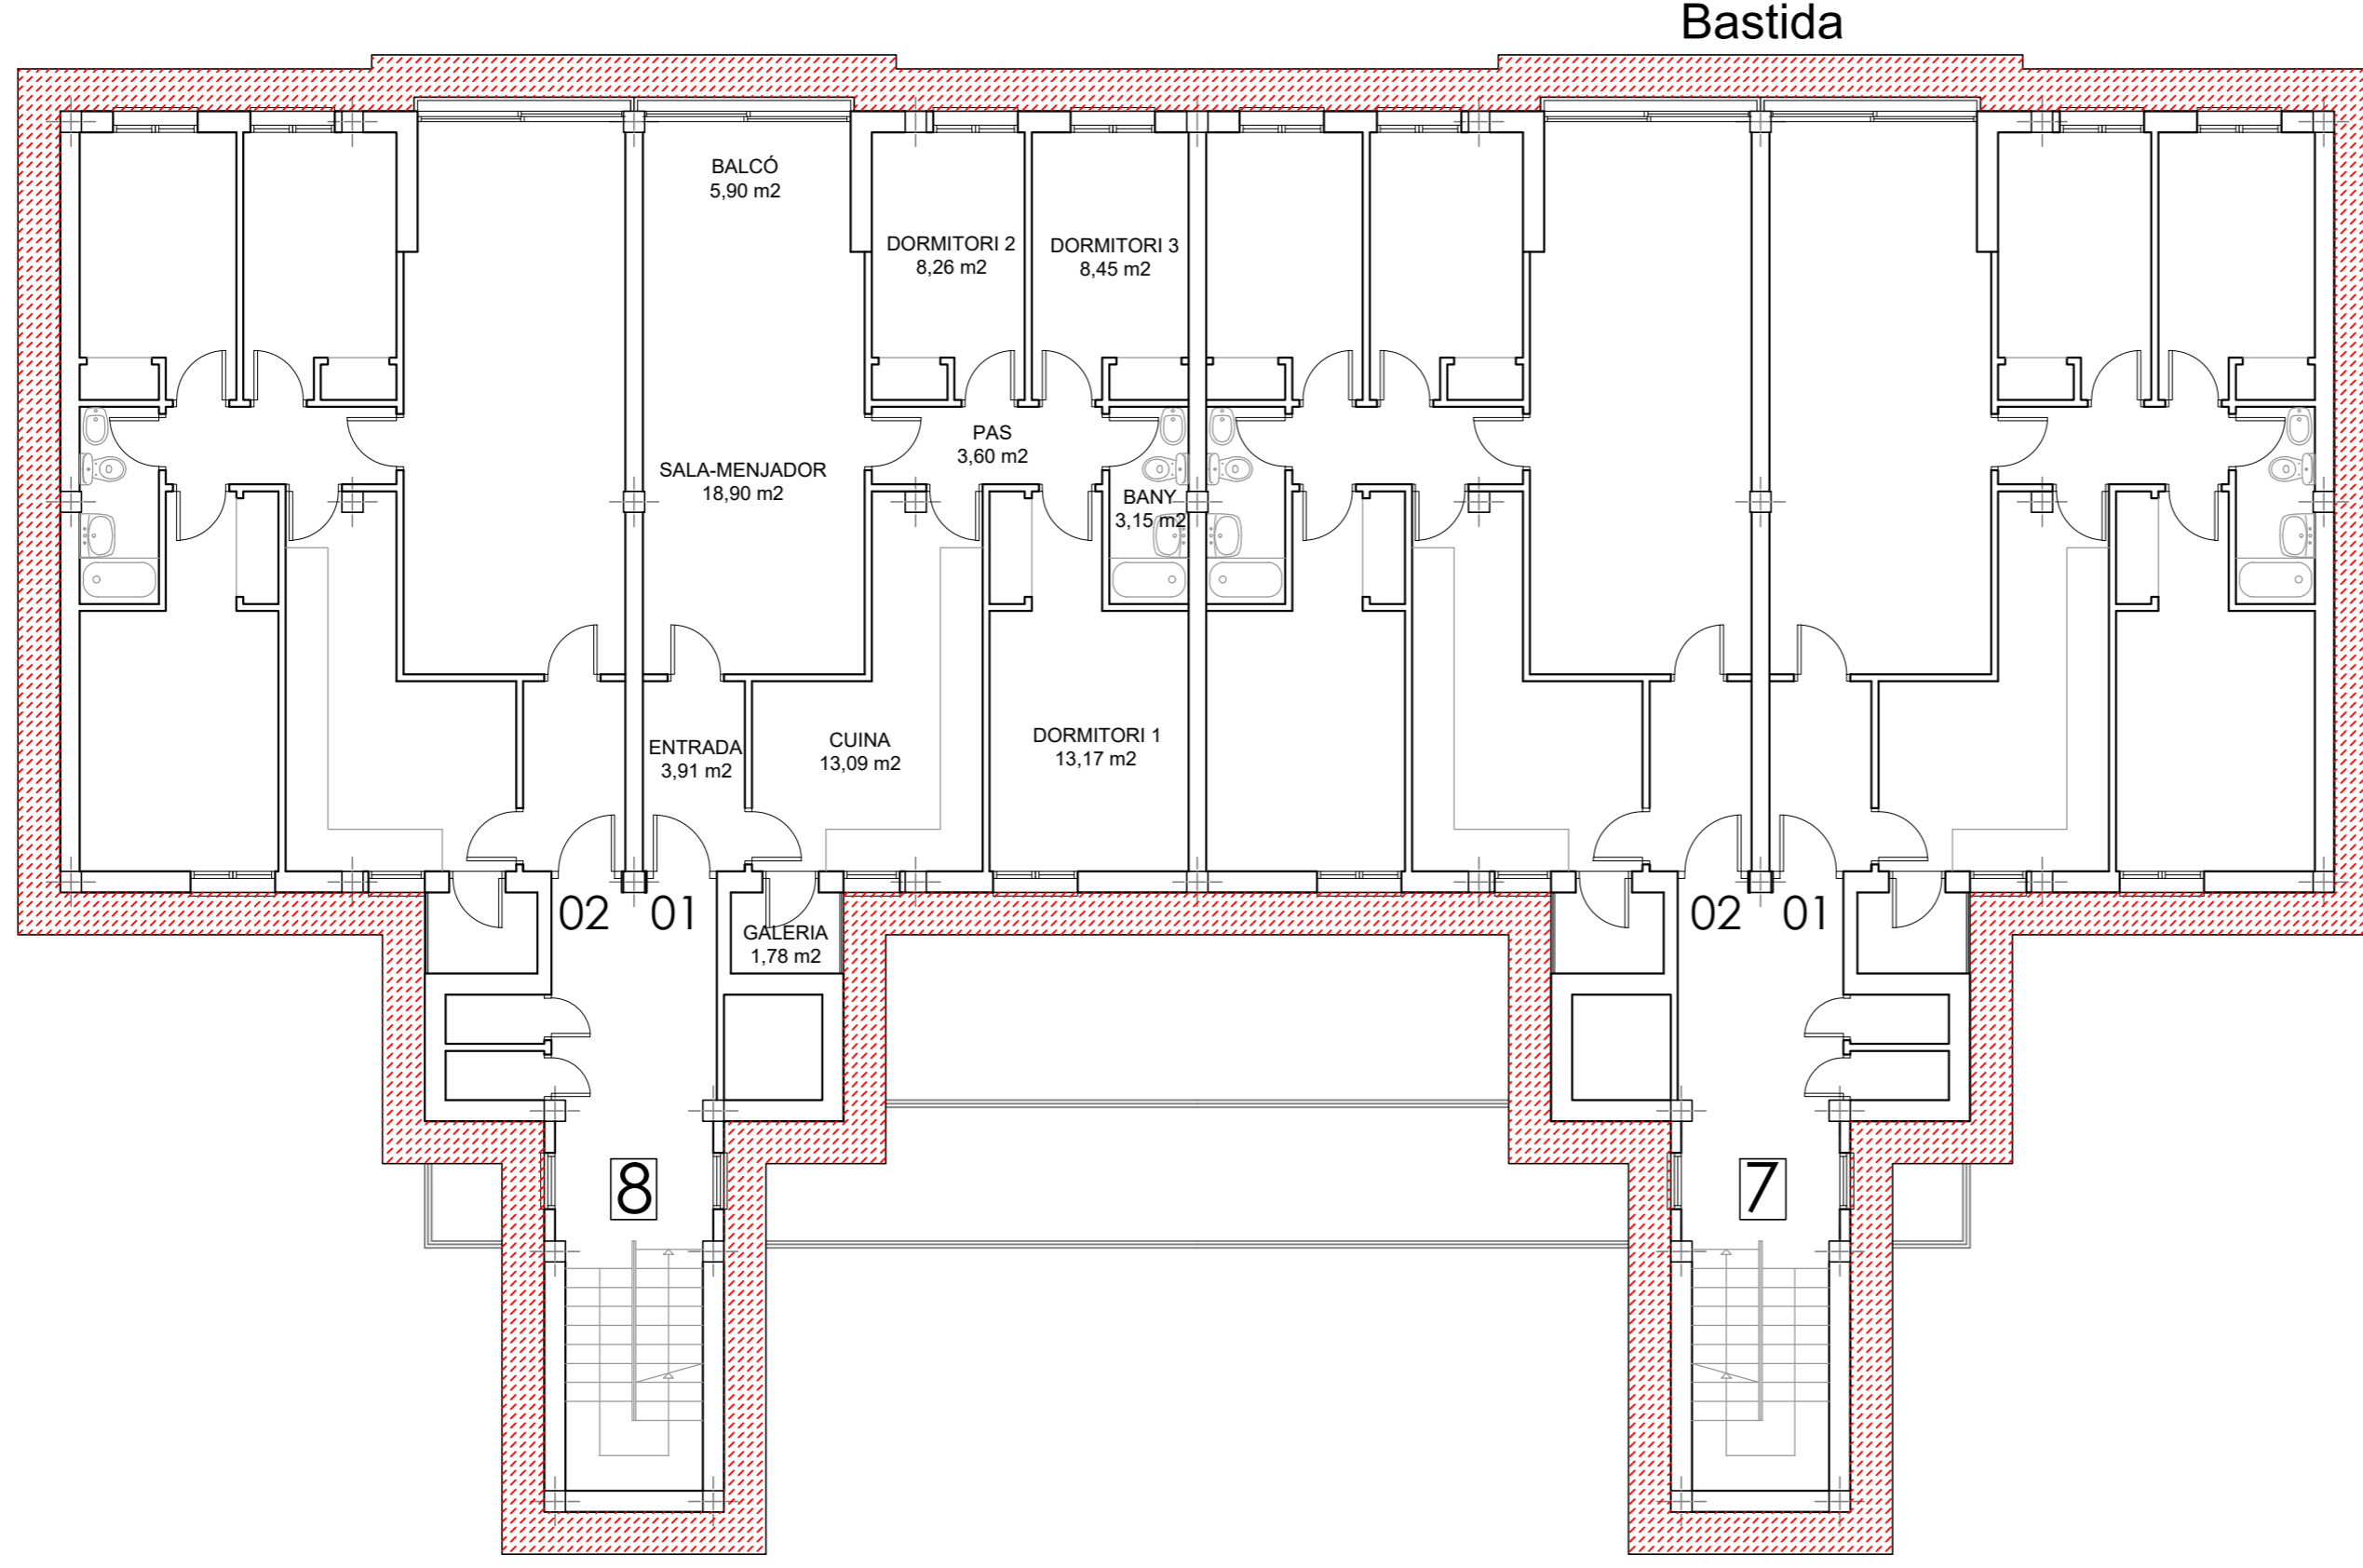 Bastida
BALCÓ
5,90 m2
DORMITORI 2
8,26 m2
DORMITORI 3
8,45 m2
PAS
3,60 m2
SALA-MENJADOR
18,90 m2
BANY
3,15 m2
ENTRADA
3,91 m2
CUINA
13,09 m2
DORMITORI 1
13,17 m2
02 01
02 01
GALERIA
1,78 m2
8
7